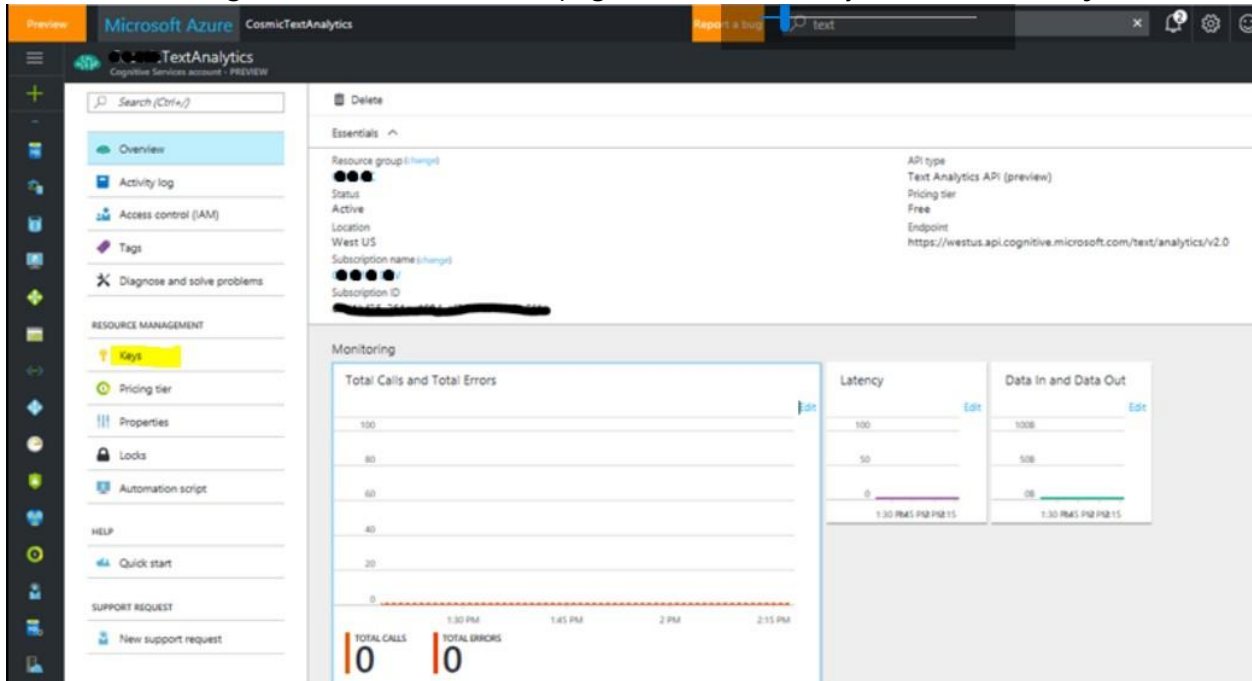 Preview
Microsoft Azure CosmicTextAnalytics
Report a bug
text
2
TextAnalytics
Cognitive Services account - PREVIEW
Search (Ctrl+/)
Delete
Essentials
Overview
Activity log
Access control (IAM)
Tags
Diagnose and solve problems
RESOURCE MANAGEMENT
Keys
Pricing tier
Properties
Locks
Automation script
HELP
Quick start
SUPPORT REQUEST
New support request
Resource group (change)
Status
Active
Location
West US
Subscription name (change)
Subscription ID
API type
Text Analytics API (preview)
Pricing tier
Free
Endpoint
https://westus.api.cognitive.microsoft.com/text/analytics/v2.0
Monitoring
Total Calls and Total Errors
Edit
100
80
60
40
20
0
1:30 PM 1:45 PM 2 PM 2:15 PM
TOTAL CALLS
0
TOTAL ERRORS
0
Latency
Edit
100
50
0
Data In and Data Out
Edit
100B
50B
0B